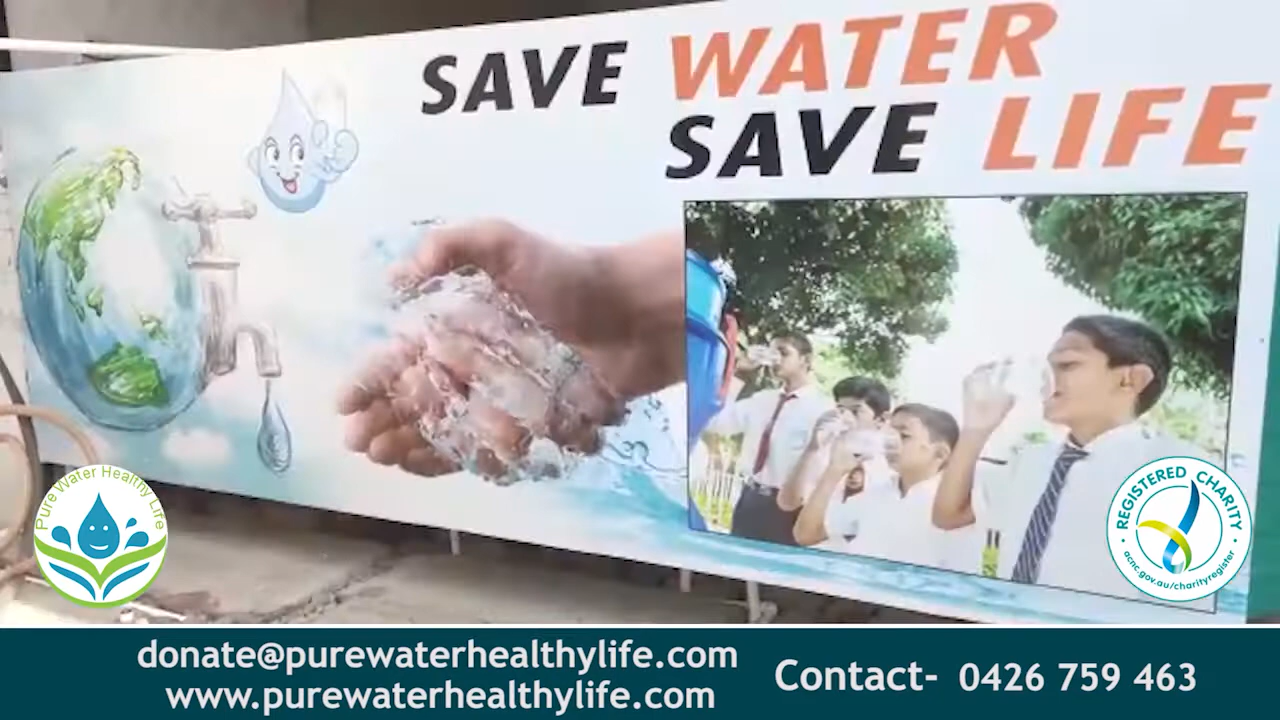 SAVE WATER
SAVE LIFE
Pure Water Healthy Life
REGISTERED CHARITY
acnc.gov.au/charityregister
donate@purewaterhealthylife.com
www.purewaterhealthylife.com
Contact- 0426 759 463